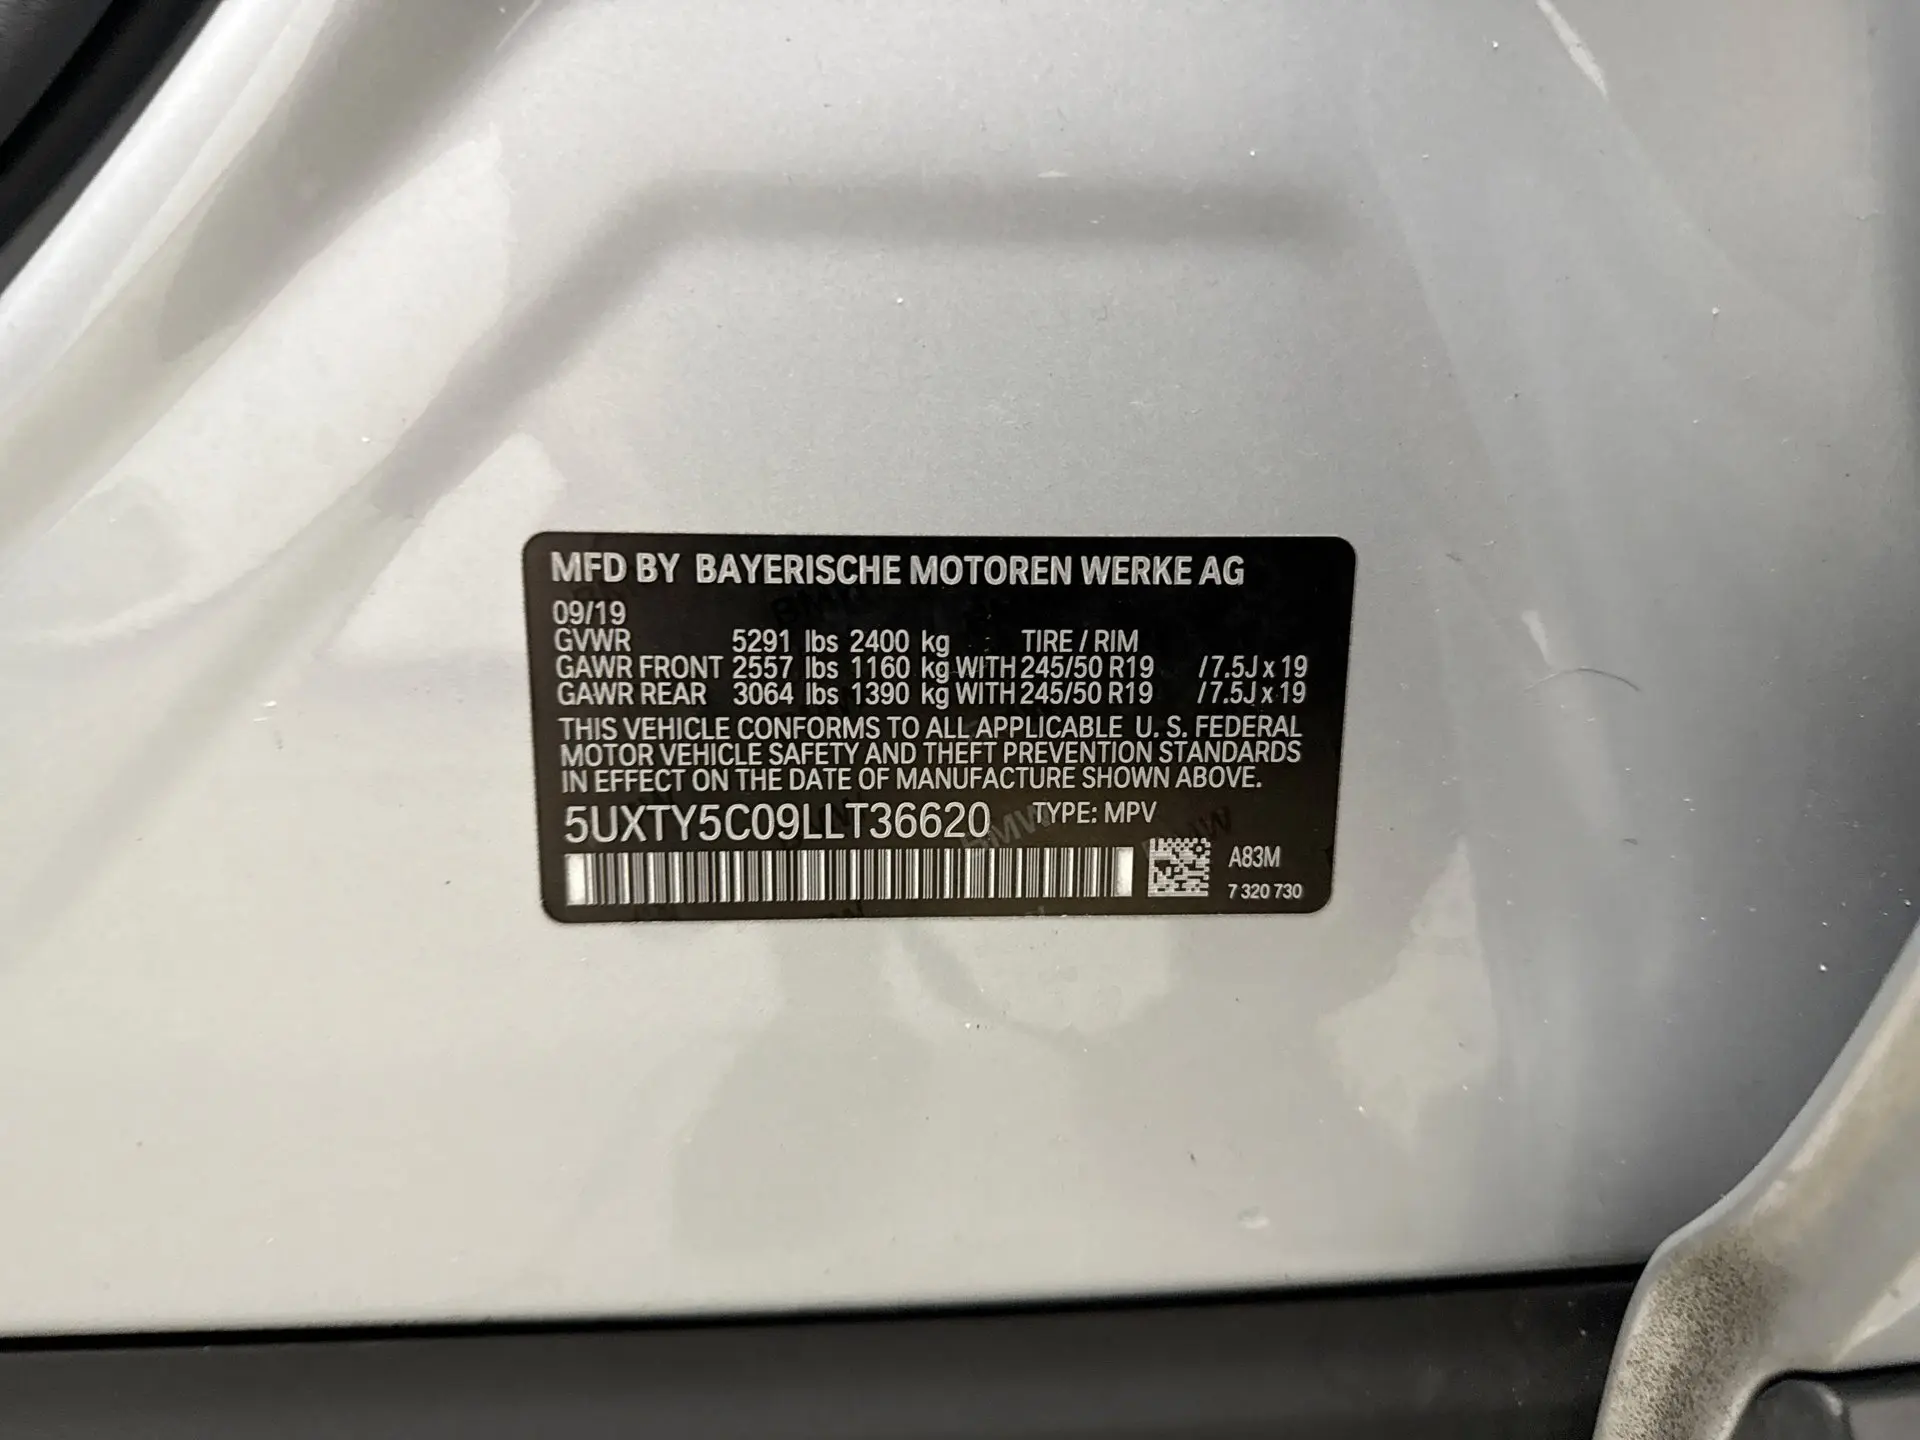 MFD BY BAYERISCHE MOTOREN WERKE AG
09/19
GVWR 5291 lbs 2400 kg TIRE / RIM
GAWR FRONT 2557 lbs 1160 kg WITH 245/50 R19 /7.5J x 19
GAWR REAR 3064 lbs 1390 kg WITH 245/50 R19 /7.5J x 19
THIS VEHICLE CONFORMS TO ALL APPLICABLE U. S. FEDERAL
MOTOR VEHICLE SAFETY AND THEFT PREVENTION STANDARDS
IN EFFECT ON THE DATE OF MANUFACTURE SHOWN ABOVE.
5UXTY5C09LLT36620 TYPE: MPV
A83M
7 320 730